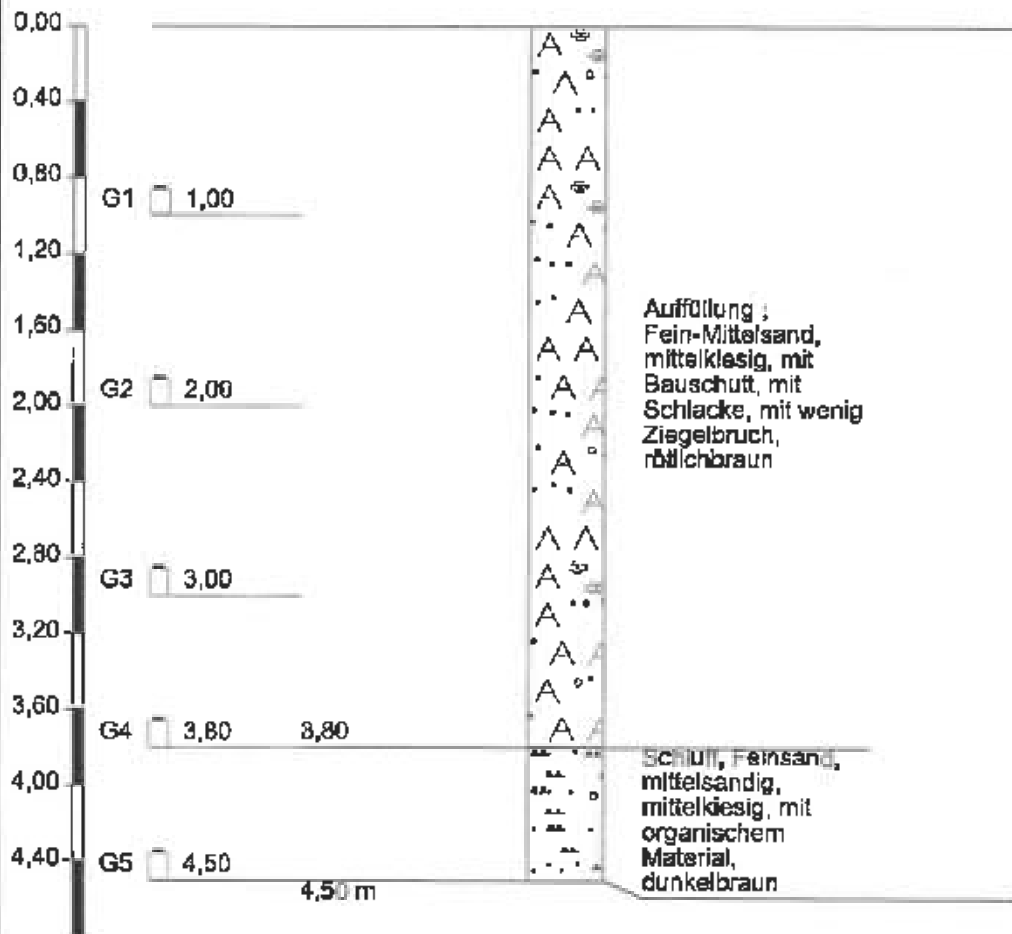 0,00
0,40
0,80
G1 1,00
1,20
1,60
G2 2,00
2,00
2,40
2,80
G3 3,00
3,20
3,60
G4 3,80 3,80
4,00
4,40
G5 4,50
4,50 m
Auffüllung ;
Fein-Mittelsand,
mittelkiesig, mit
Bauschutt, mit
Schlacke, mit wenig
Ziegelbruch,
rötlichbraun
Schluff, Feinsand,
mittelsandig,
mittelkiesig, mit
organischem
Material,
dunkelbraun